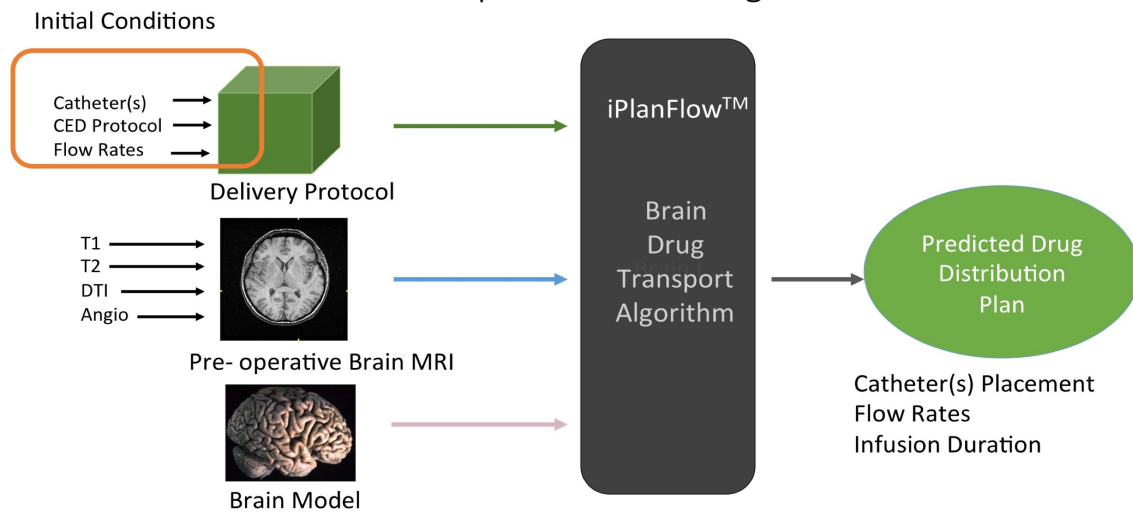 Initial Conditions
Catheter(s)
CED Protocol
Flow Rates
Delivery Protocol
T1
T2
DTI
Angio
Pre- operative Brain MRI
Brain Model
iPlanFlow™
Brain
Drug
Transport
Algorithm
Predicted Drug
Distribution
Plan
Catheter(s) Placement
Flow Rates
Infusion Duration